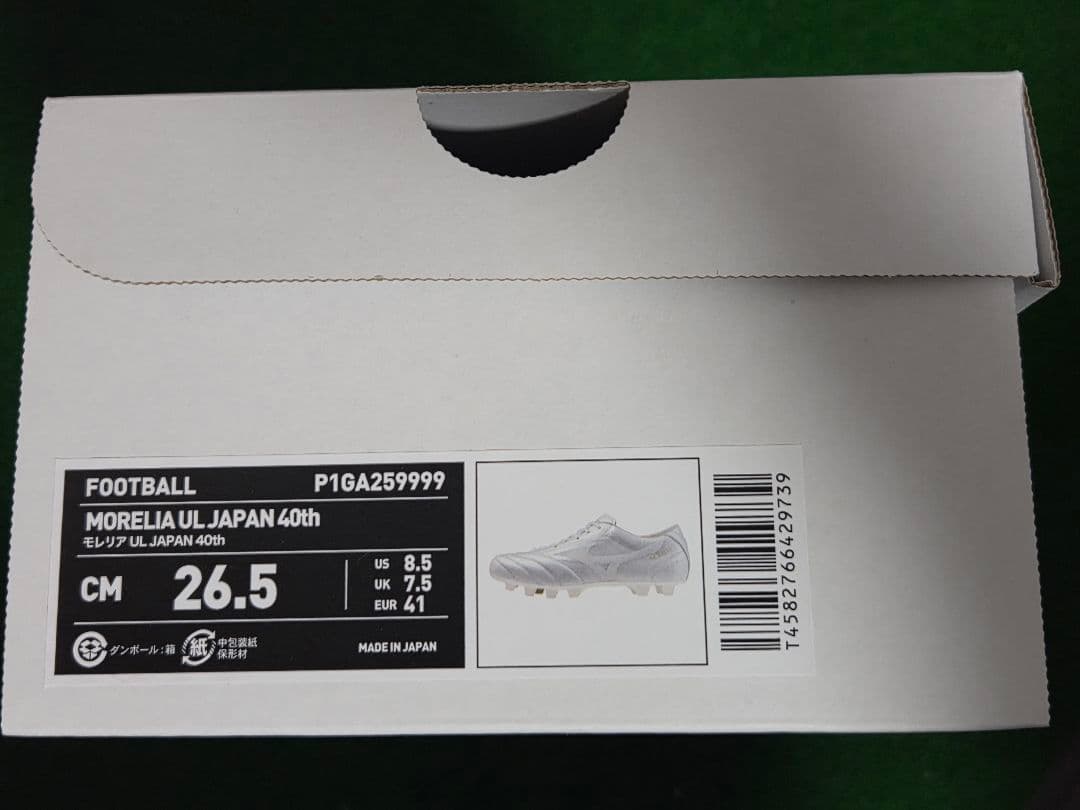 FOOTBALL P1GA259999
MORELIA UL JAPAN 40th
モレリア UL JAPAN 40th
CM 26.5
US 8.5
UK 7.5
EUR 41
ダンボール:箱
紙
中包装紙
保形材
MADE IN JAPAN
T4582766429739